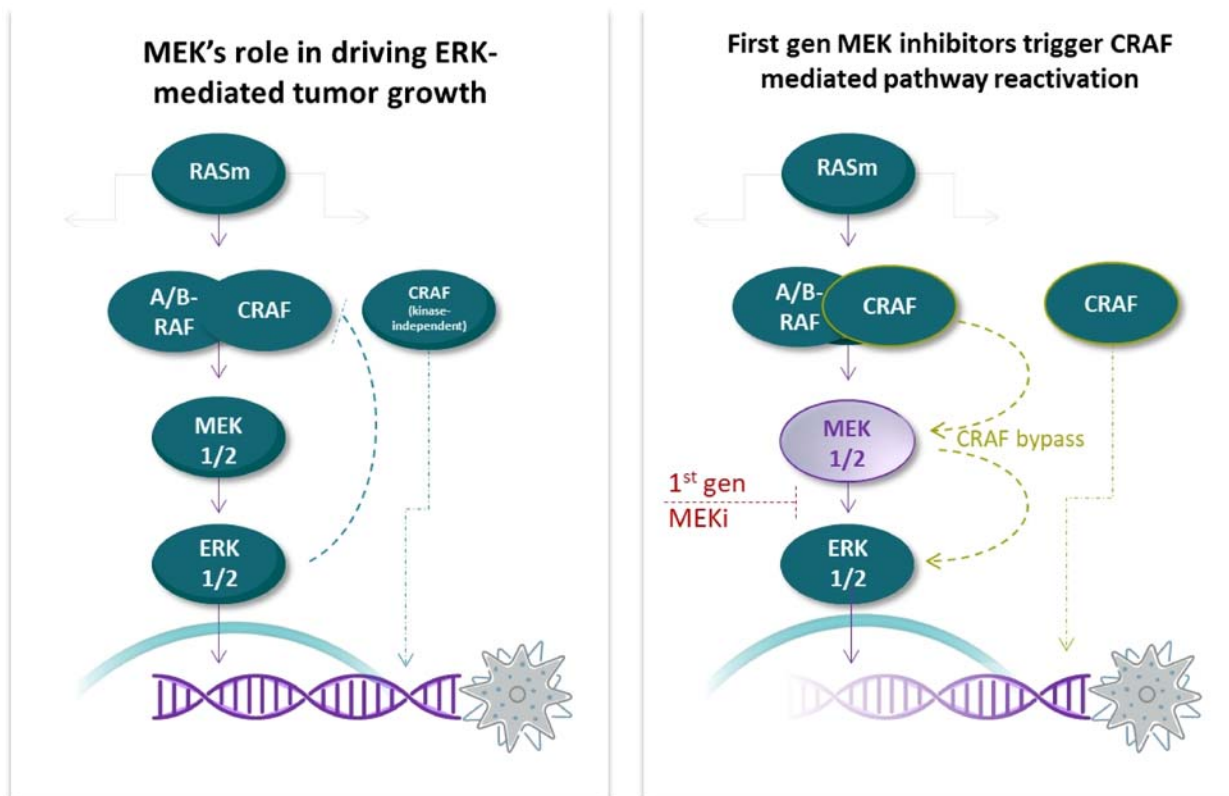 MEK's role in driving ERK-
mediated tumor growth
RASm
A/B-
RAF
CRAF
CRAF
(kinase-
independent)
MEK
1/2
ERK
1/2
First gen MEK inhibitors trigger CRAF
mediated pathway reactivation
RASm
A/B-
RAF
CRAF
CRAF
MEK
1/2
CRAF bypass
1st gen
MEKi
ERK
1/2